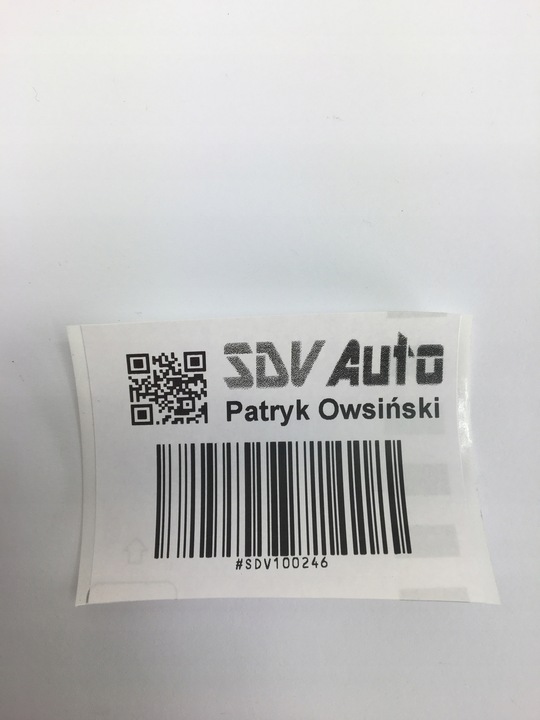 SDV Auto
Patryk Owsiński
#SDV100246